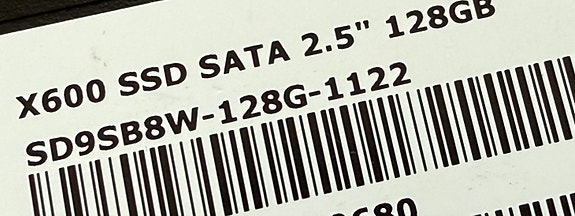 X600 SSD SATA 2.5" 128GB
SD9SB8W-128G-1122